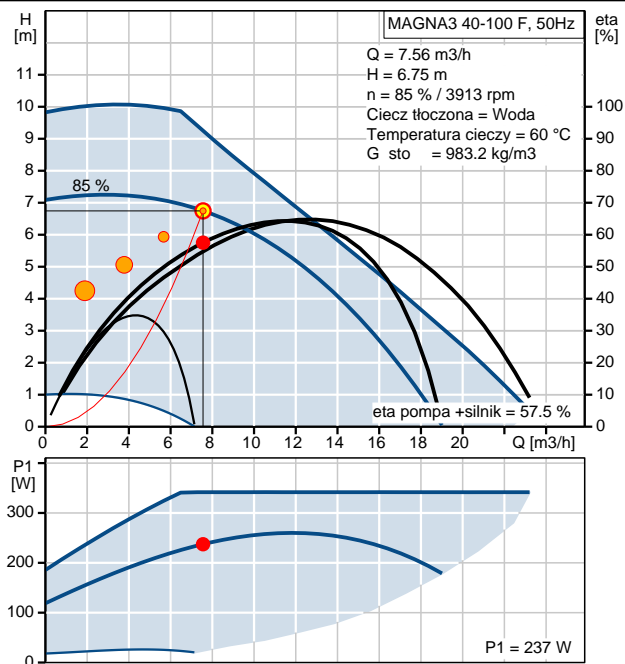 H
[m]
MAGNA3 40-100 F, 50Hz
eta
[%]
Q = 7.56 m3/h
H = 6.75 m
n = 85 % / 3913 rpm
Ciecz tłoczona = Woda
Temperatura cieczy = 60 °C
G sto = 983.2 kg/m3
11
10
9
8
7
6
5
4
3
2
1
0
100
90
80
70
60
50
40
30
20
10
0
85 %
eta pompa +silnik = 57.5 %
0 2 4 6 8 10 12 14 16 18 20 Q [m3/h]
P1
[W]
300
200
100
0
P1 = 237 W